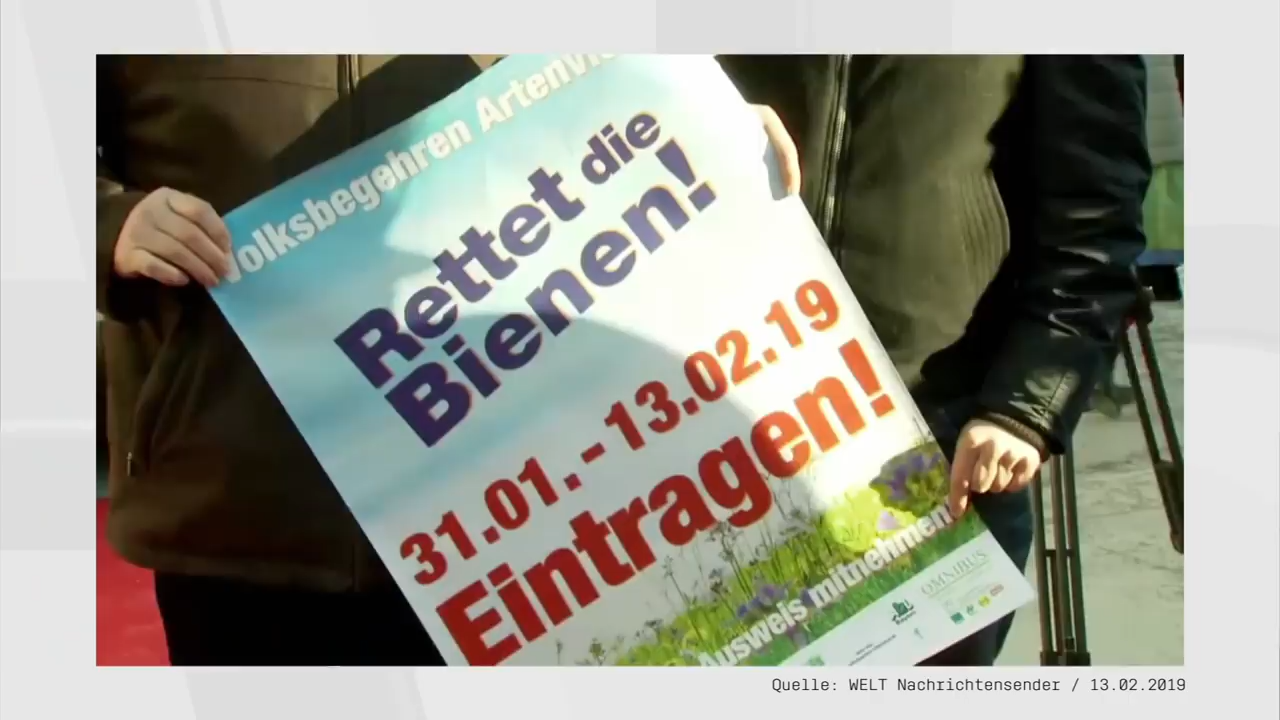 Volksbegehren
Rettet die
Bienen!
31.01.-13.02.19
Eintragen!
Ausweis mitnehmen
OMNIBUS
Quelle: WELT Nachrichtensender / 13.02.2019